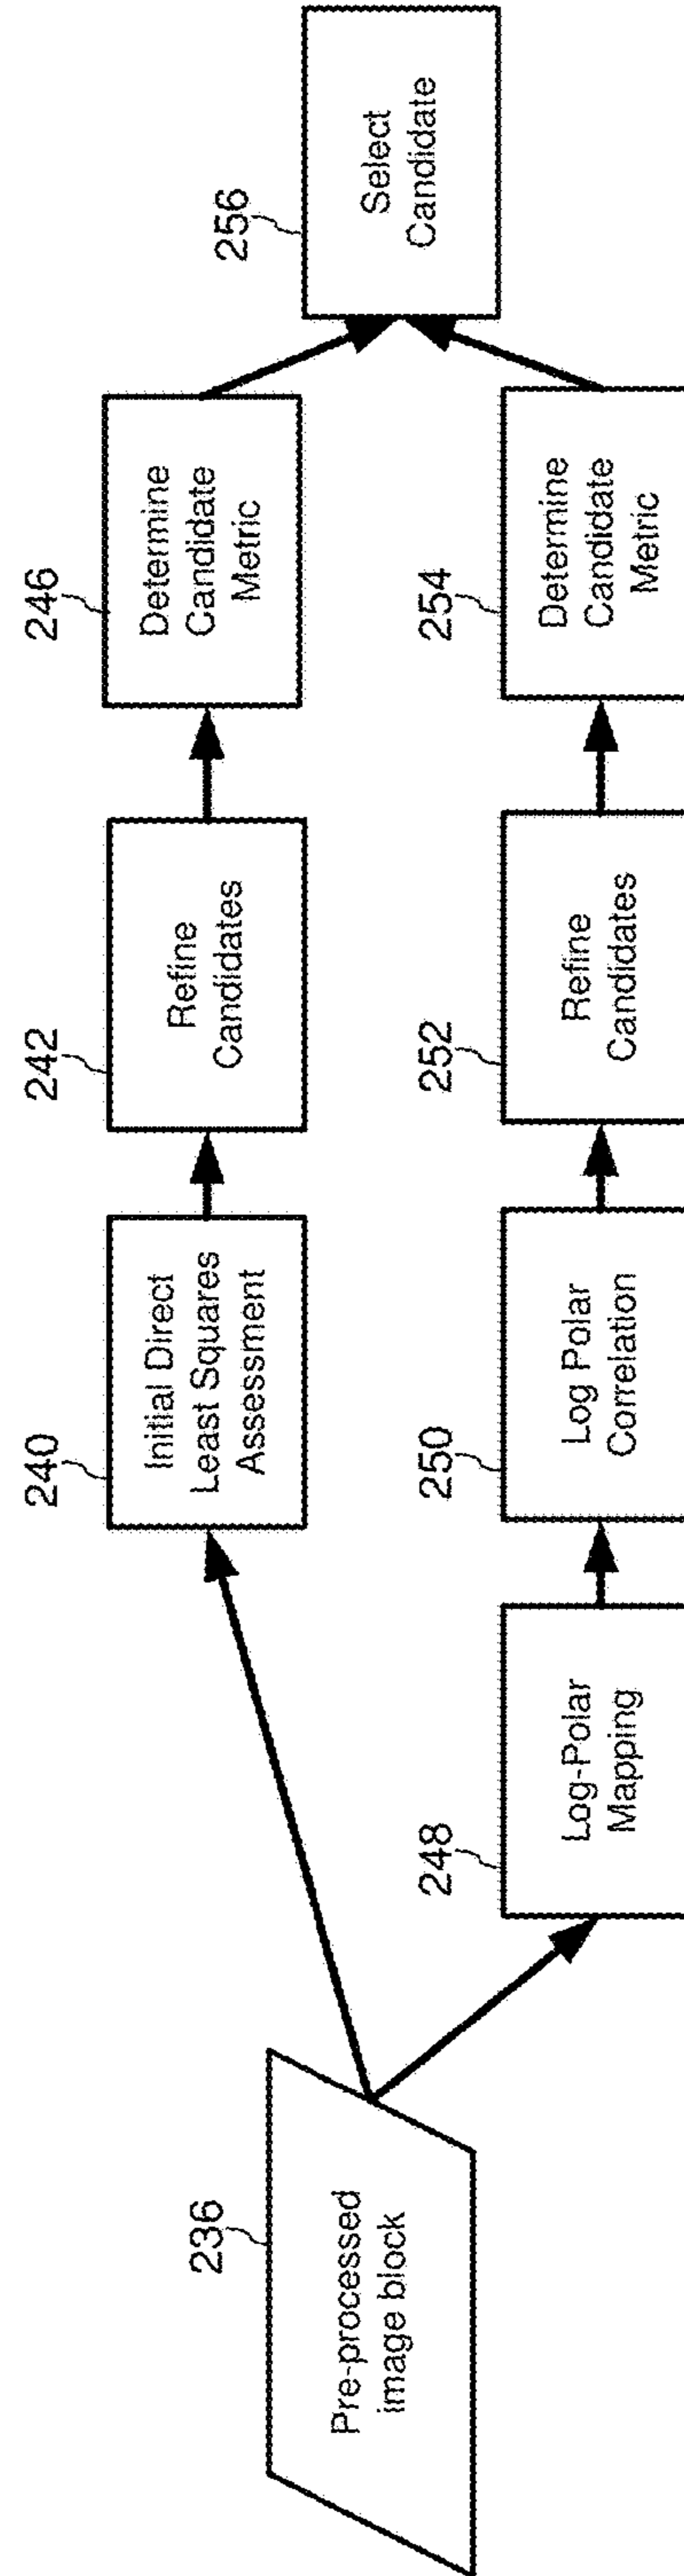 236
Pre-processed
image block
240
Initial Direct
Least Squares
Assessment
242
Refine
Candidates
246
Determine
Candidate
Metric
248
Log-Polar
Mapping
250
Log Polar
Correlation
252
Refine
Candidates
254
Determine
Candidate
Metric
256
Select
Candidate